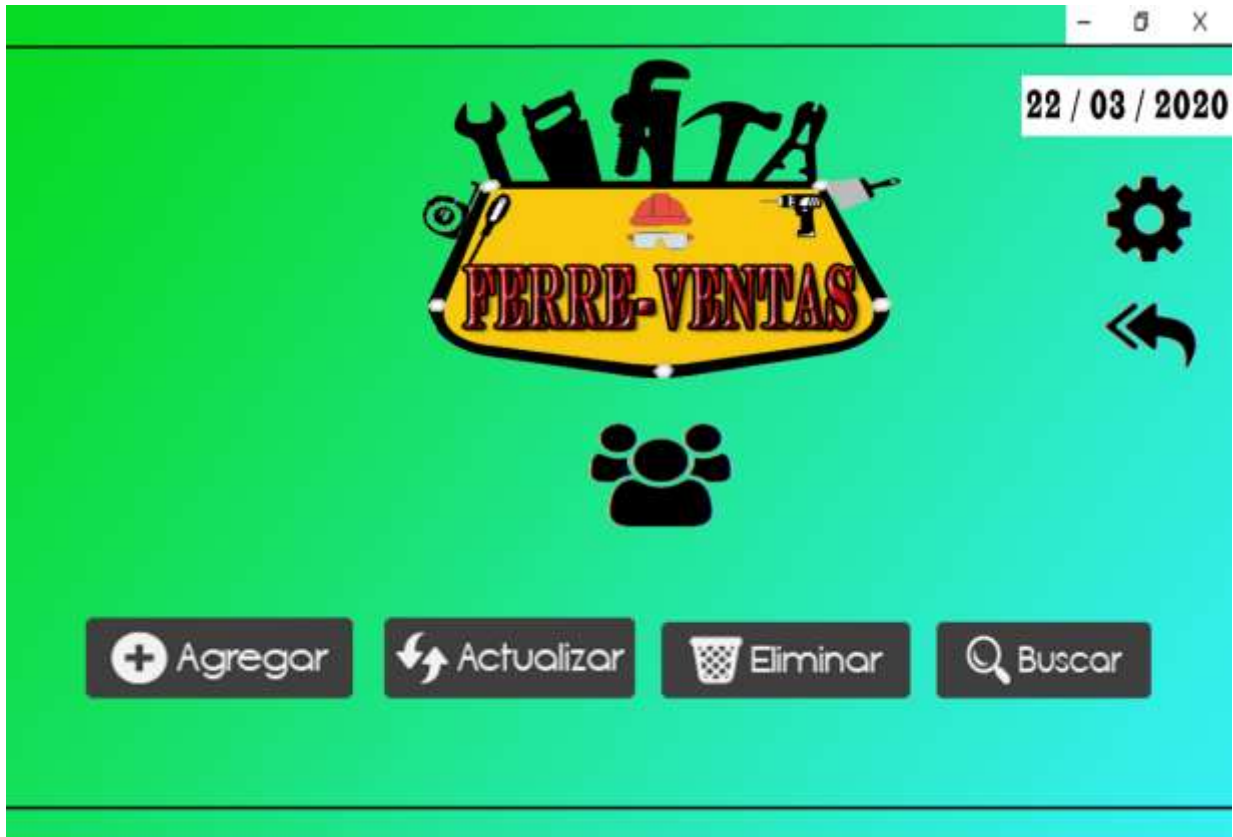 22 / 03 / 2020
FERRE-VENTAS
Agregar
Actualizar
Eliminar
Buscar